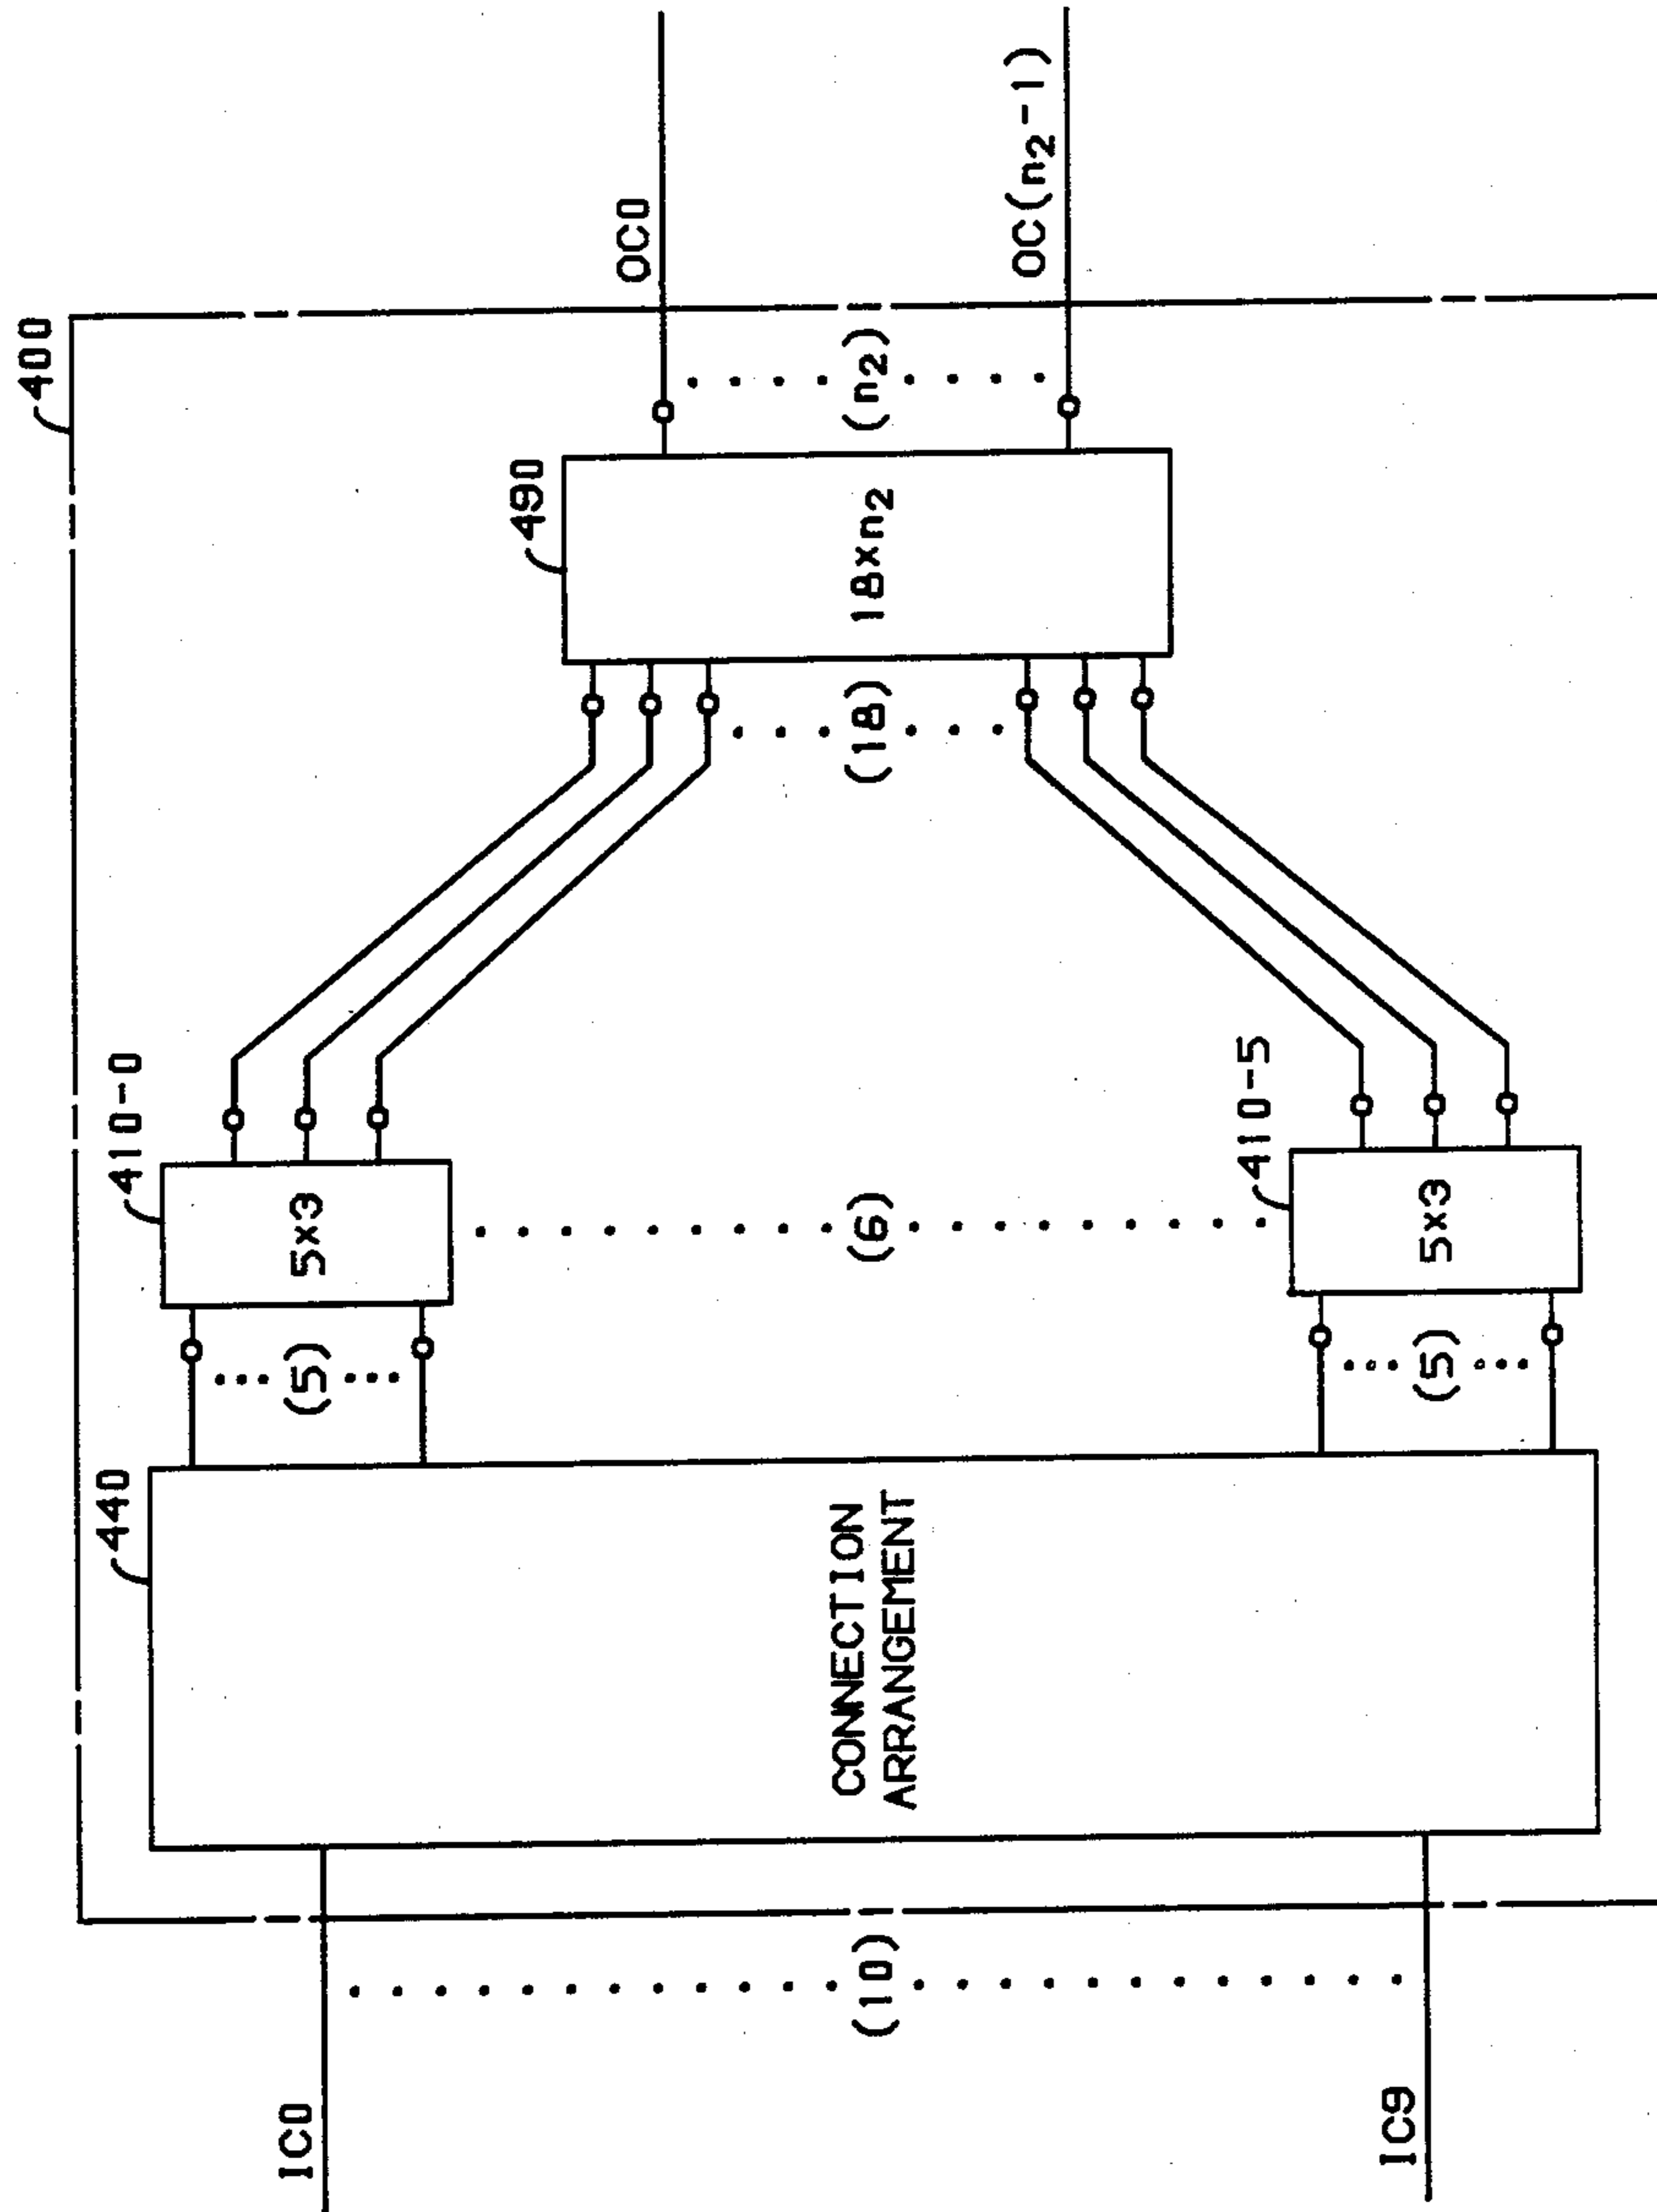 400
440
410-0
490
IC0
(10)
IC9
CONNECTION
ARRANGEMENT
(5)
(5)
5x3
(6)
410-5
5x3
(18)
18xn₂
(n₂)
OC0
OC(n₂-1)